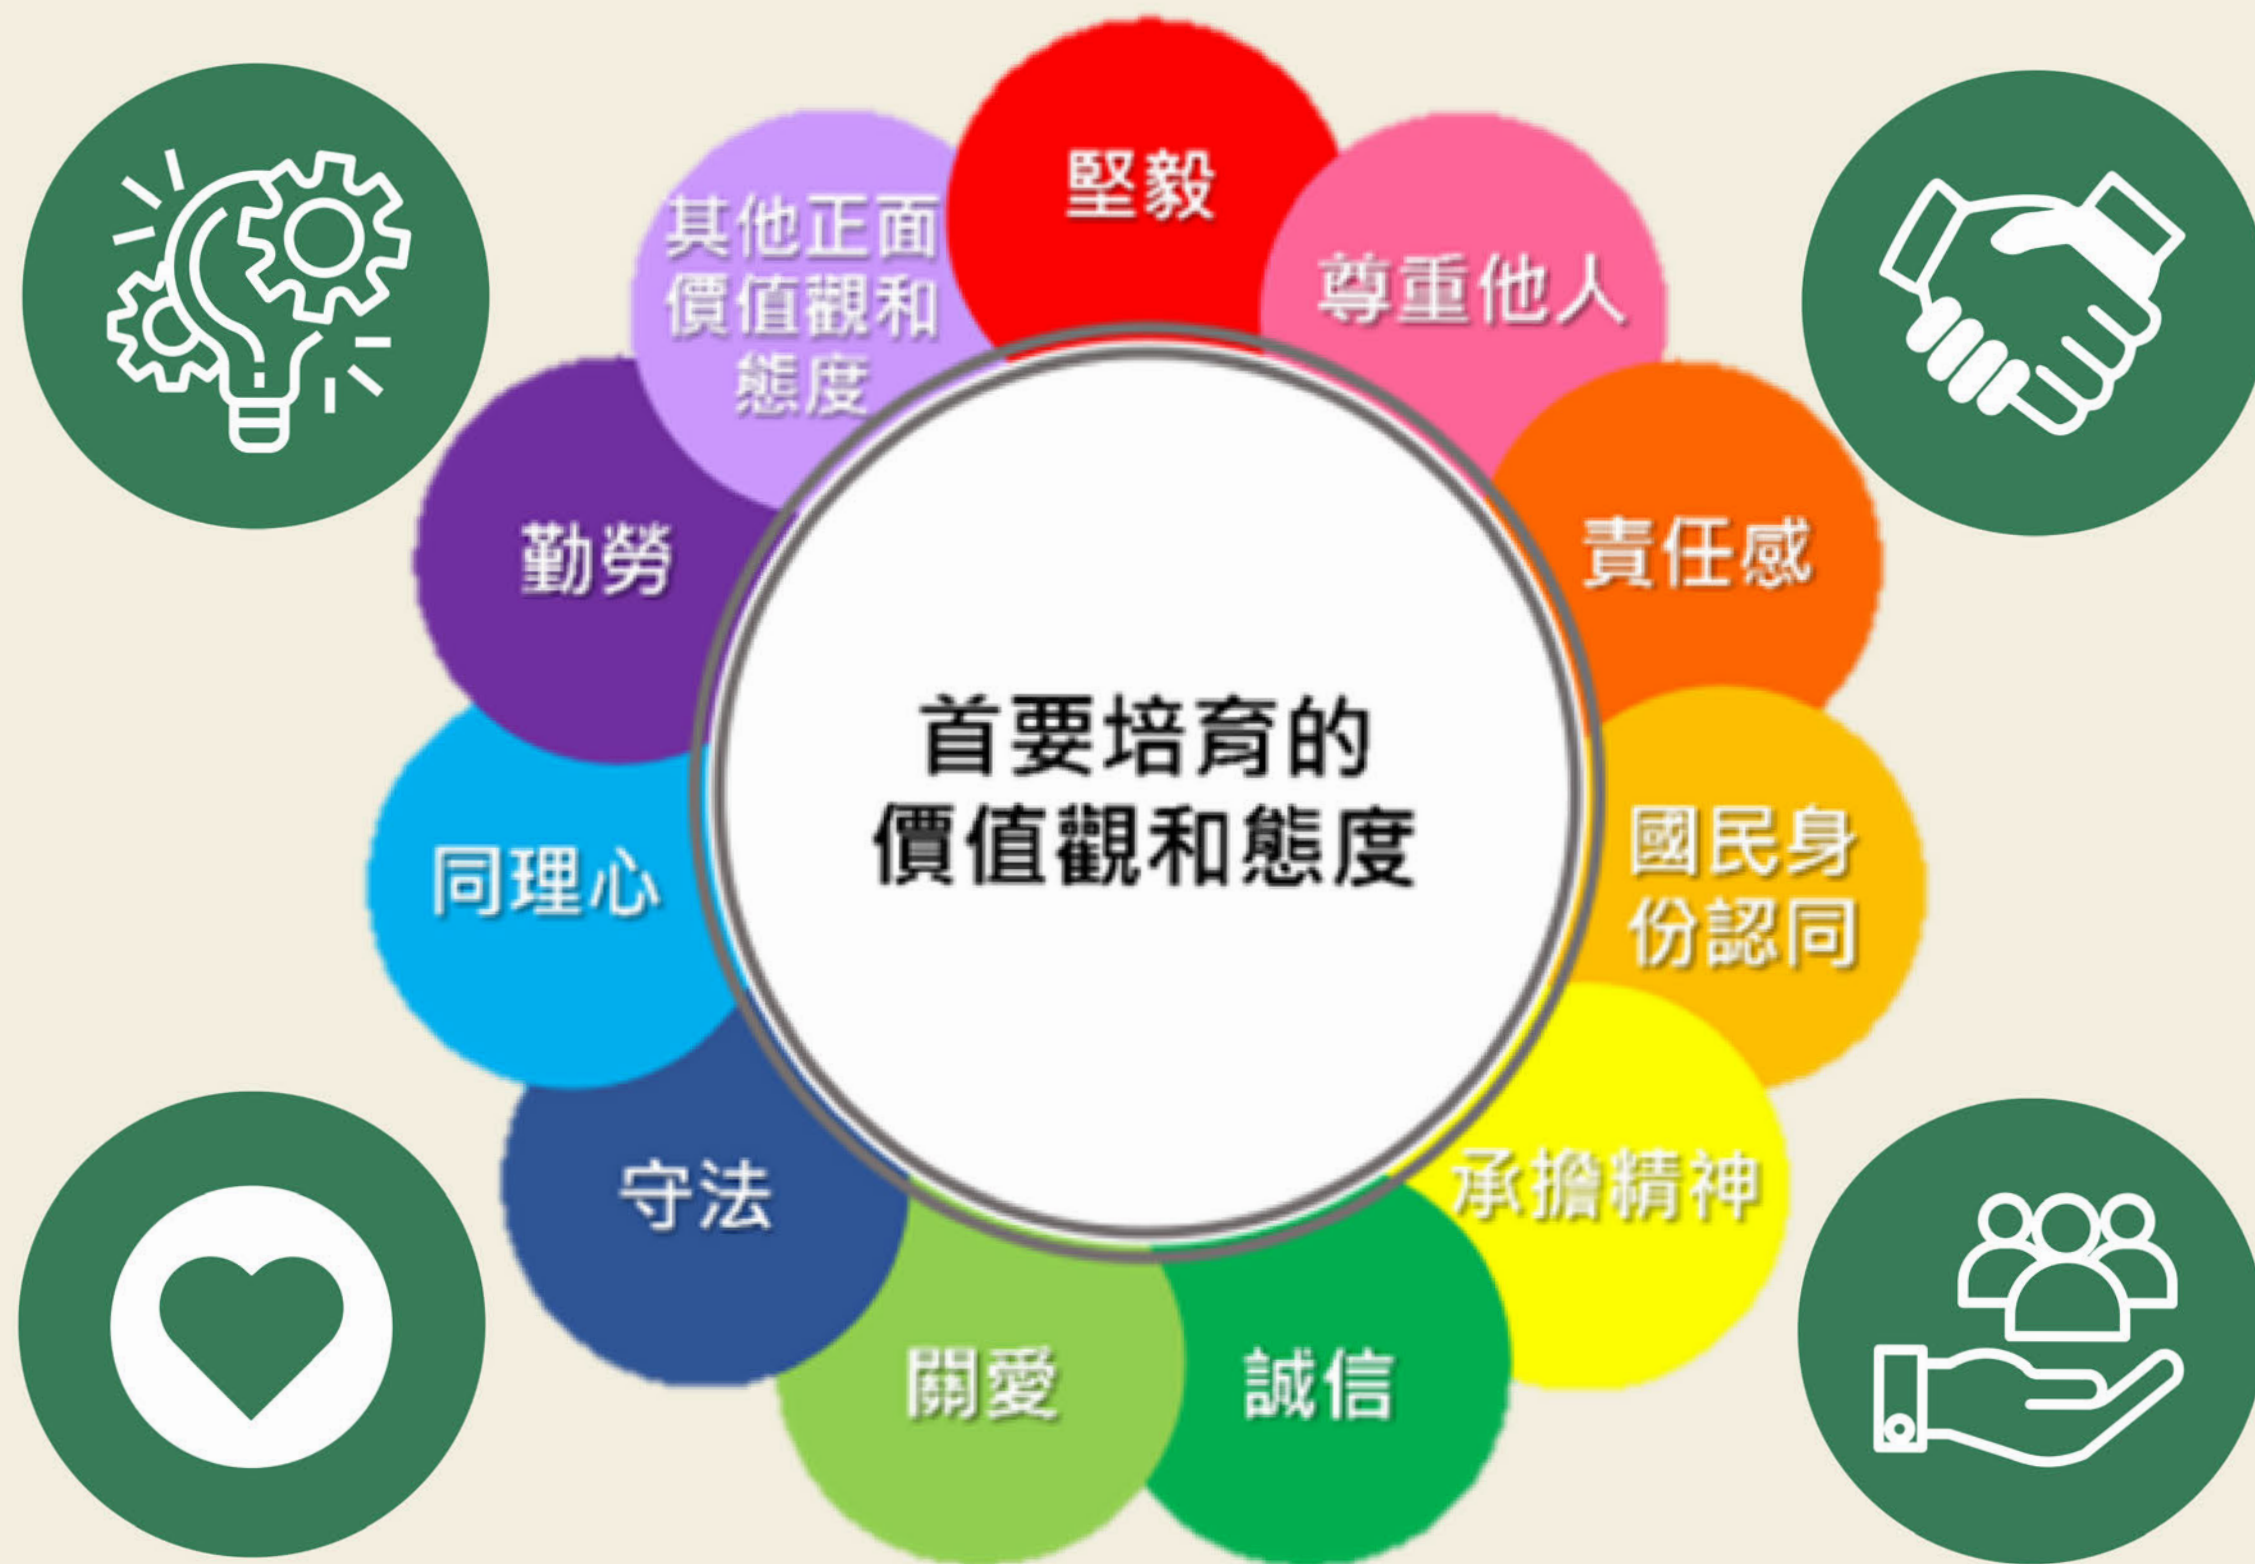 堅毅
尊重他人
責任感
國民身
份認同
承擔精神
誠信
關愛
守法
同理心
勤勞
其他正面
價值觀和
態度
首要培育的
價值觀和態度